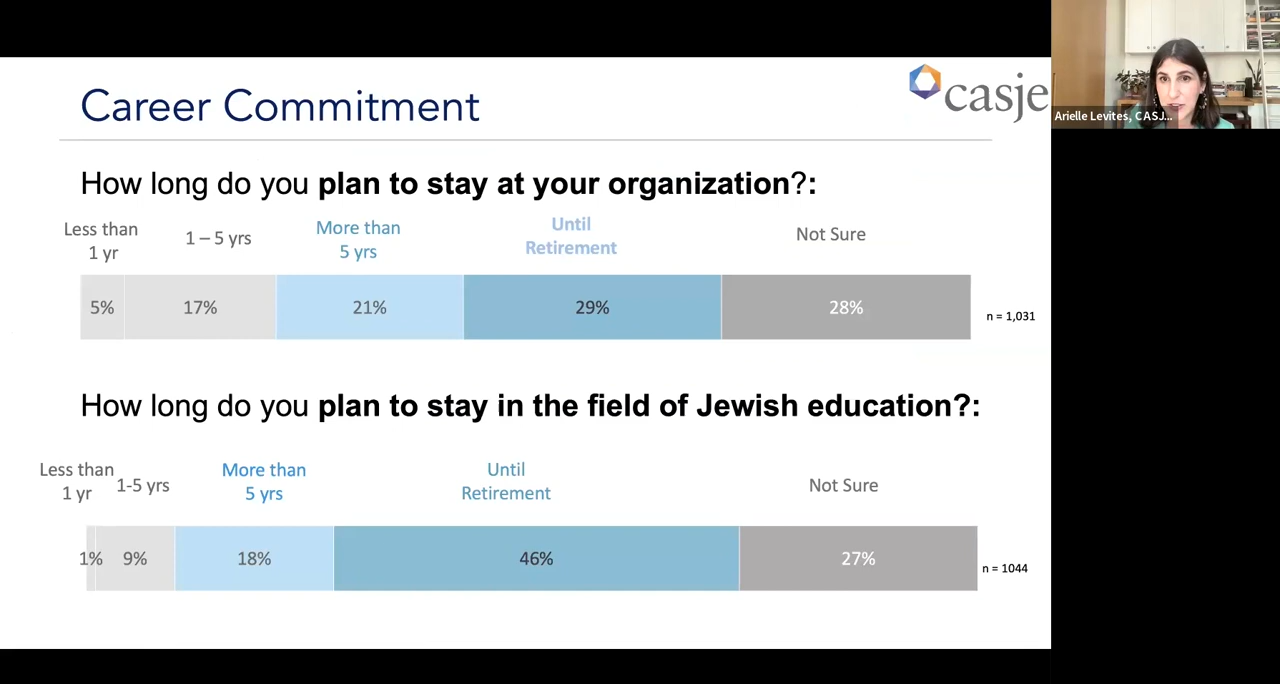 Career Commitment
casje
Arielle Levites, CASJ...
How long do you plan to stay at your organization?:
Less than
1 yr
1 – 5 yrs
More than
5 yrs
Until
Retirement
Not Sure
5%
17%
21%
29%
28%
n = 1,031
How long do you plan to stay in the field of Jewish education?:
Less than
1 yr
1-5 yrs
More than
5 yrs
Until
Retirement
Not Sure
1%
9%
18%
46%
27%
n = 1044